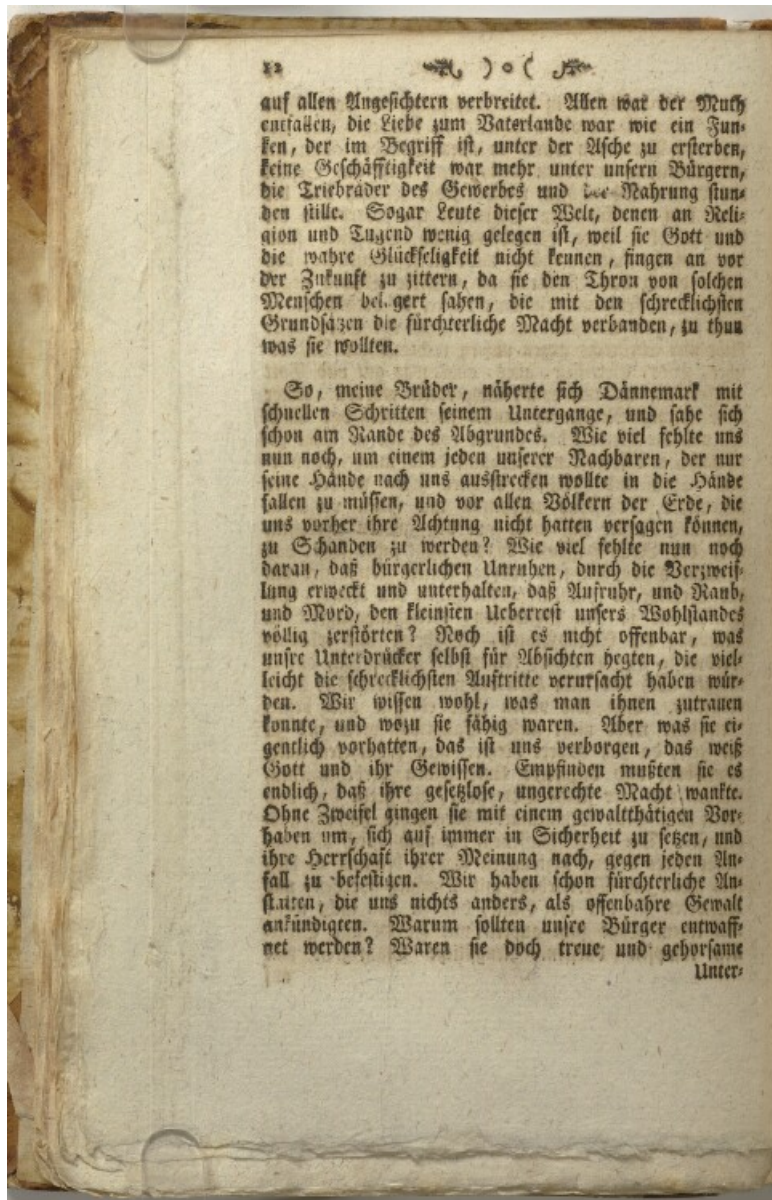 12 ) o (
auf allen Angesichtern verbreitet. Allen war der Muth
entfallen, die Liebe zum Vaterlande war wie ein Fun-
ken, der im Begriff ist, unter der Asche zu ersterben,
keine Geschäfftigkeit war mehr unter unsern Bürgern,
die Triebräder des Gewerbes und der Nahrung stun-
den stille. Sogar Leute dieser Welt, denen an Reli-
gion und Tugend wenig gelegen ist, weil sie Gott und
die wahre Glückseligkeit nicht kennen, fingen an vor
der Zukunft zu zittern, da sie den Thron von solchen
Menschen belagert sahen, die mit den schrecklichsten
Grundsätzen die fürchterliche Macht verbanden, zu thun
was sie wollten.
So, meine Brüder, näherte sich Dännemark mit
schnellen Schritten seinem Untergange, und sahe sich
schon am Rande des Abgrundes. Wie viel fehlte uns
nun noch, um einem jeden unserer Nachbaren, der nur
seine Hände nach uns ausstrecken wollte in die Hände
fallen zu müssen, und vor allen Völkern der Erde, die
uns vorher ihre Achtung nicht hatten versagen können,
zu Schanden zu werden? Wie viel fehlte nun noch
daran, daß bürgerlichen Unruhen, durch die Verzweif-
lung erweckt und unterhalten, daß Aufruhr, und Raub,
und Mord, den kleinsten Ueberrest unsers Wohlstandes
völlig zerstörten? Noch ist es nicht offenbar, was
unsre Unterdrücker selbst für Absichten hegten, die viel-
leicht die schrecklichsten Auftritte verursacht haben wür-
den. Wir wissen wohl, was man ihnen zutrauen
konnte, und wozu sie fähig waren. Aber was sie ei-
gentlich vorhatten, das ist uns verborgen, das weiß
Gott und ihr Gewissen. Empfinden mußten sie es
endlich, daß ihre gesetzlose, ungerechte Macht wankte.
Ohne Zweifel gingen sie mit einem gewaltthätigen Vor-
haben um, sich auf immer in Sicherheit zu setzen, und
ihre Herrschaft ihrer Meinung nach, gegen jeden An-
fall zu befestigen. Wir haben schon fürchterliche An-
stalten, die uns nichts anders, als offenbahre Gewalt
ankündigten. Warum sollten unsre Bürger entwaff-
net werden? Waren sie doch treue und gehorsame
Unter-